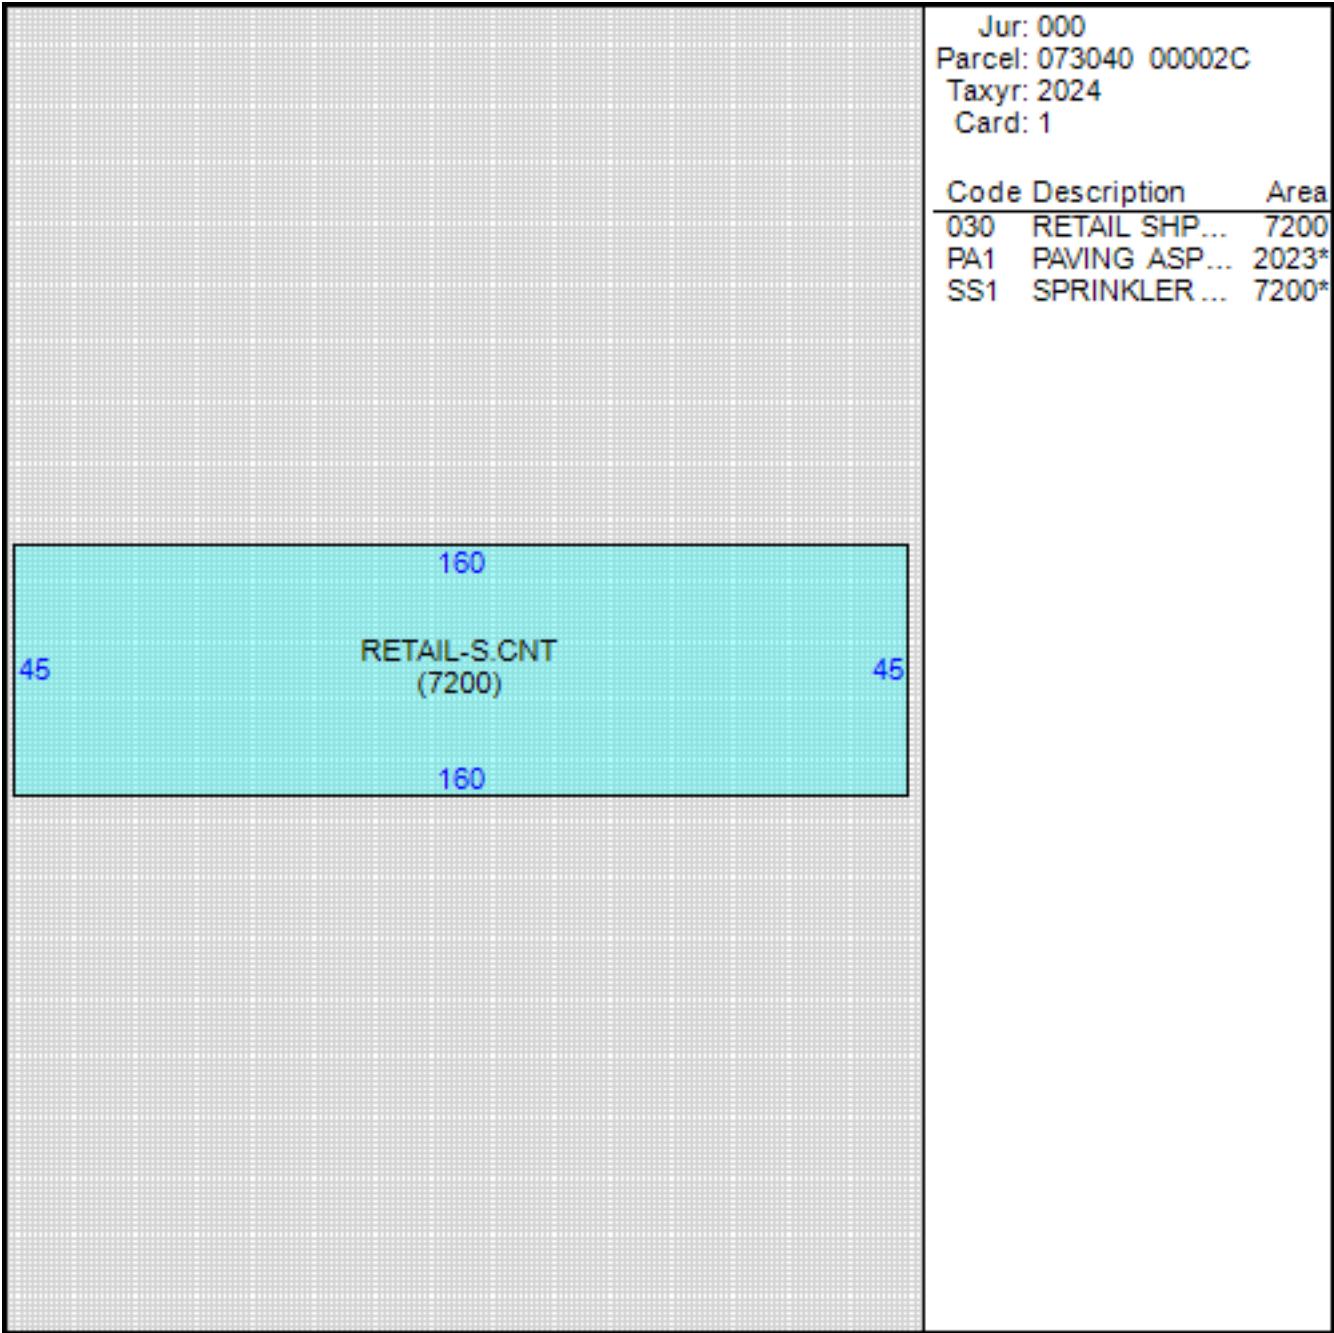 Jur: 000
Parcel: 073040 00002C
Taxyr: 2024
Card: 1
Code Description Area
030 RETAIL SHP... 7200
PA1 PAVING ASP... 2023*
SS1 SPRINKLER... 7200*
160
RETAIL-S.CNT
45 45
(7200)
160